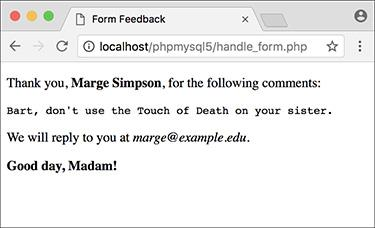 Form Feedback
localhost/phpmysql5/handle_form.php
Thank you, Marge Simpson, for the following comments:
Bart, don't use the Touch of Death on your sister.
We will reply to you at marge@example.edu.
Good day, Madam!